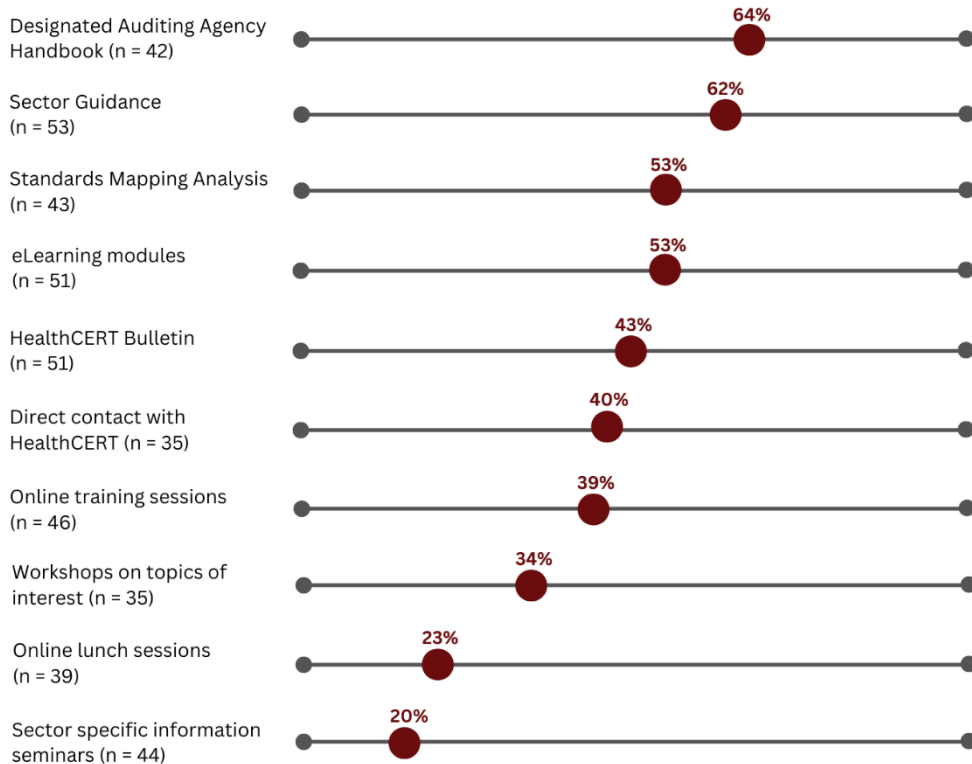 64%
Designated Auditing Agency
Handbook (n = 42)
62%
Sector Guidance
(n = 53)
53%
Standards Mapping Analysis
(n = 43)
53%
eLearning modules
(n = 51)
43%
HealthCERT Bulletin
(n = 51)
40%
Direct contact with
HealthCERT (n = 35)
39%
Online training sessions
(n = 46)
34%
Workshops on topics of
interest (n = 35)
23%
Online lunch sessions
(n = 39)
20%
Sector specific information
seminars (n = 44)